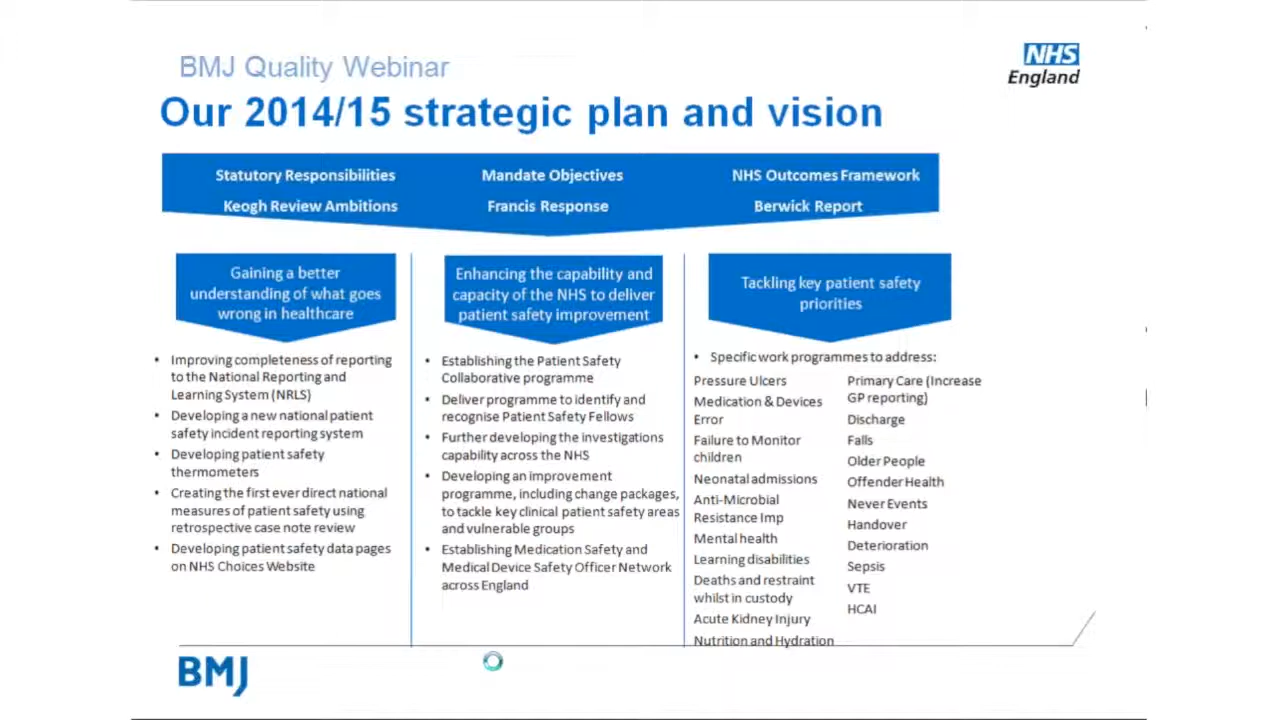 BMJ Quality Webinar
NHS
England
Our 2014/15 strategic plan and vision
Statutory Responsibilities
Mandate Objectives
NHS Outcomes Framework
Keogh Review Ambitions
Francis Response
Berwick Report
Gaining a better
understanding of what goes
wrong in healthcare
• Improving completeness of reporting
to the National Reporting and
Learning System (NRLS)
• Developing a new national patient
safety incident reporting system
• Developing patient safety
thermometers
• Creating the first ever direct national
measures of patient safety using
retrospective case note review
• Developing patient safety data pages
on NHS Choices Website
Enhancing the capability and
capacity of the NHS to deliver
patient safety improvement
• Establishing the Patient Safety
Collaborative programme
• Deliver programme to identify and
recognise Patient Safety Fellows
• Further developing the investigations
capability across the NHS
• Developing an improvement
programme, including change packages,
to tackle key clinical patient safety areas
and vulnerable groups
• Establishing Medication Safety and
Medical Device Safety Officer Network
across England
Tackling key patient safety
priorities
• Specific work programmes to address:
Pressure Ulcers
Medication & Devices
Error
Failure to Monitor
children
Neonatal admissions
Anti-Microbial
Resistance Imp
Mental health
Learning disabilities
Deaths and restraint
whilst in custody
Acute Kidney Injury
Nutrition and Hydration
Primary Care (Increase
GP reporting)
Discharge
Falls
Older People
Offender Health
Never Events
Handover
Deterioration
Sepsis
VTE
HCAI
BMJ